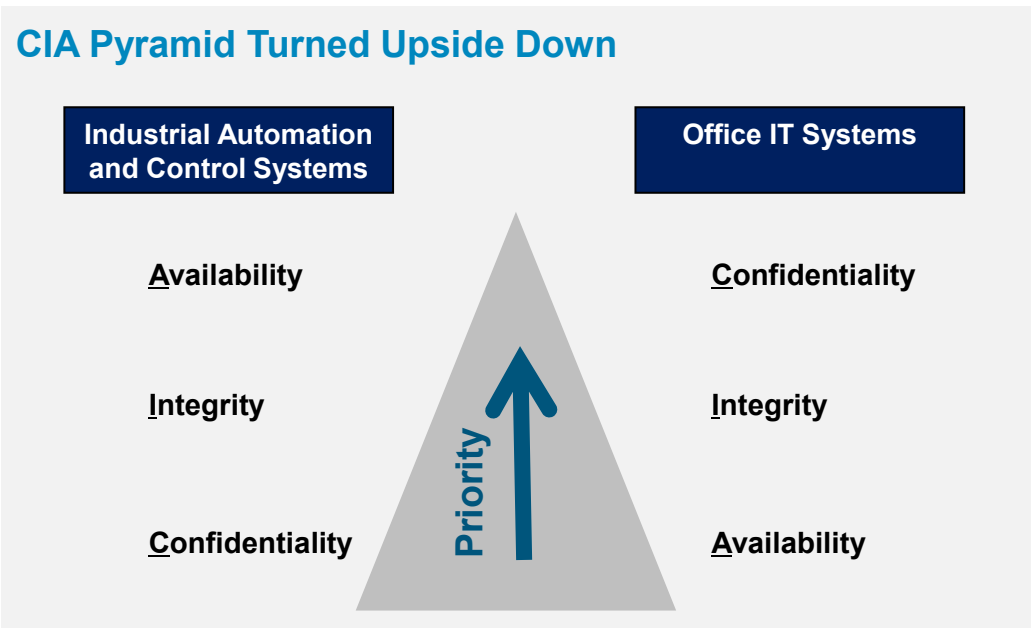 CIA Pyramid Turned Upside Down
Industrial Automation
and Control Systems
Office IT Systems
Availability
Confidentiality
Integrity
Integrity
Priority
Confidentiality
Availability